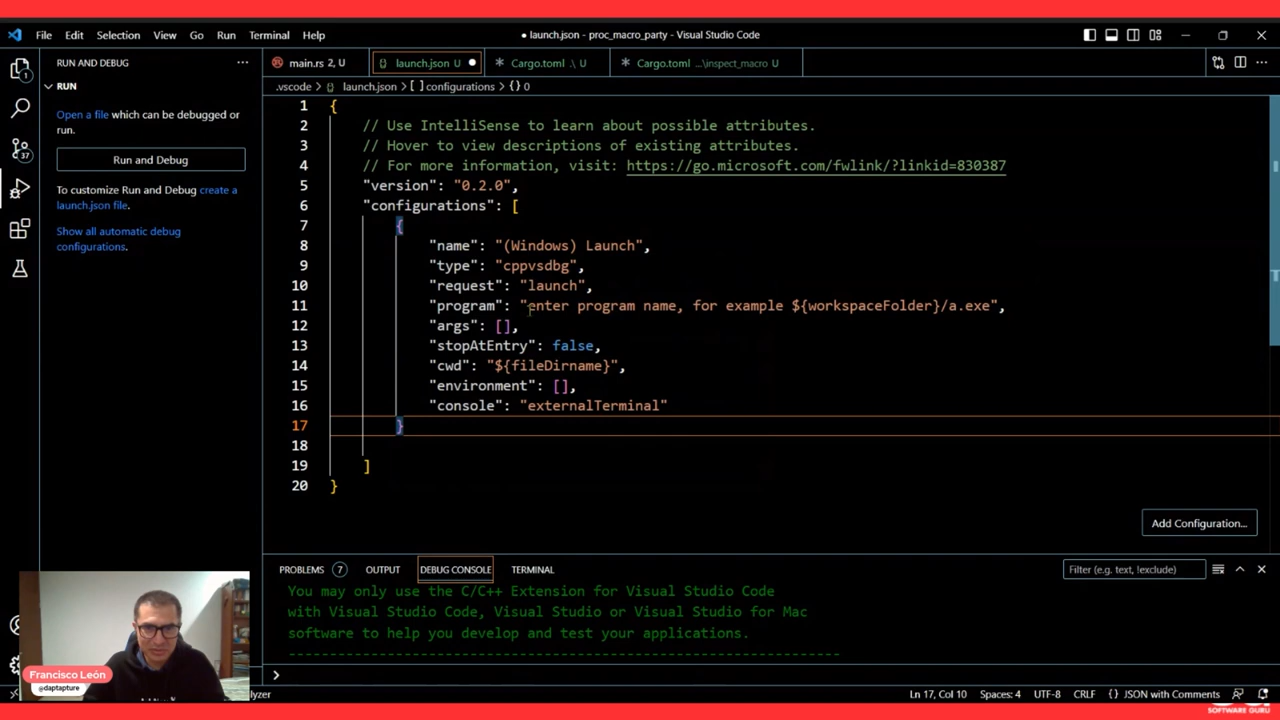 File Edit Selection View Go Run Terminal Help
● launch.json - proc_macro_party - Visual Studio Code
RUN AND DEBUG
main.rs 2, U
launch.json U ●
Cargo.toml .\ U
Cargo.toml ...\inspect_macro U
RUN
.vscode > launch.json > [ ] configurations > {} 0
Open a file which can be debugged or
run.
Run and Debug
To customize Run and Debug create a
launch.json file.
Show all automatic debug
configurations.
1 {
2 // Use IntelliSense to learn about possible attributes.
3 // Hover to view descriptions of existing attributes.
4 // For more information, visit: https://go.microsoft.com/fwlink/?linkid=830387
5 "version": "0.2.0",
6 "configurations": [
7 {
8 "name": "(Windows) Launch",
9 "type": "cppvsdbg",
10 "request": "launch",
11 "program": "enter program name, for example ${workspaceFolder}/a.exe",
12 "args": [],
13 "stopAtEntry": false,
14 "cwd": "${fileDirname}",
15 "environment": [],
16 "console": "externalTerminal"
17 }
18
19 ]
20 }
Add Configuration...
PROBLEMS 7 OUTPUT DEBUG CONSOLE TERMINAL
Filter (e.g. text, !exclude)
You may only use the C/C++ Extension for Visual Studio Code
with Visual Studio Code, Visual Studio or Visual Studio for Mac
software to help you develop and test your applications.
--------------------------------------------------------------------
1
37
Francisco León
@daptapture
Ln 17, Col 10 Spaces: 4 UTF-8 CRLF {} JSON with Comments
SOFTWARE GURU